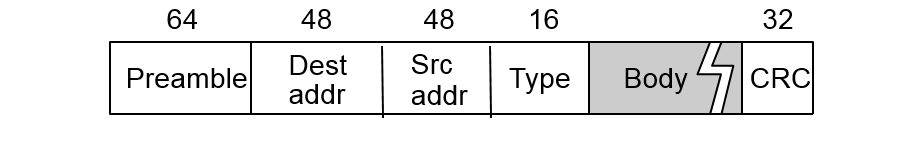 64 48 48 16 32
Preamble Dest addr Src addr Type Body CRC